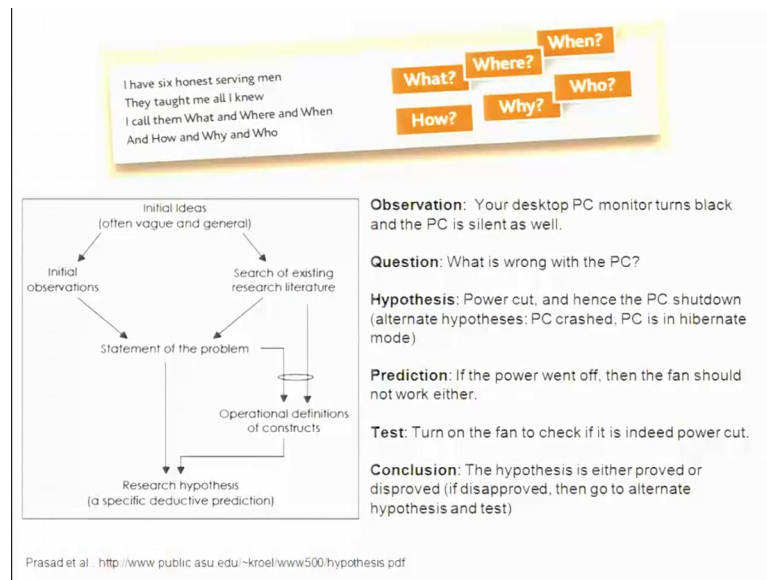 I have six honest serving men
They taught me all I knew
I call them What and Where and When
And How and Why and Who
What?
Where?
When?
How?
Why?
Who?
Initial Ideas
(often vague and general)
Initial
observations
Search of existing
research literature
Statement of the problem
Operational definitions
of constructs
Research hypothesis
(a specific deductive prediction)
Observation: Your desktop PC monitor turns black
and the PC is silent as well.
Question: What is wrong with the PC?
Hypothesis: Power cut, and hence the PC shutdown
(alternate hypotheses: PC crashed, PC is in hibernate
mode)
Prediction: If the power went off, then the fan should
not work either.
Test: Turn on the fan to check if it is indeed power cut.
Conclusion: The hypothesis is either proved or
disproved (if disapproved, then go to alternate
hypothesis and test)
Prasad et al., http://www.public.asu.edu/~kroel/www500/hypothesis.pdf